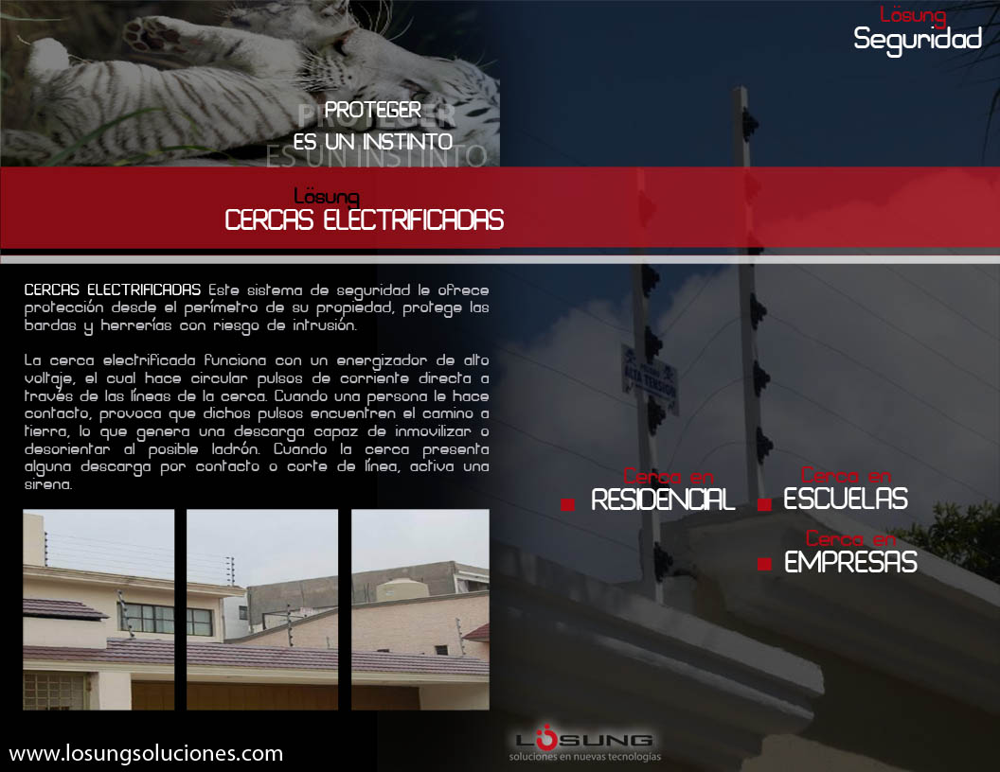 Lösung
Seguridad
PROTEGER
ES UN INSTINTO
PROTEGER
ES UN INSTINTO
Lösung
CERCAS ELECTRIFICADAS
CERCAS ELECTRIFICADAS Este sistema de seguridad le ofrece
protección desde el perímetro de su propiedad, protege las
bardas y herrerías con riesgo de intrusión.
La cerca electrificada funciona con un energizador de alto
voltaje, el cual hace circular pulsos de corriente directa a
través de las líneas de la cerca. Cuando una persona le hace
contacto, provoca que dichos pulsos encuentren el camino a
tierra, lo que genera una descarga capaz de inmovilizar o
desorientar al posible ladrón. Cuando la cerca presenta
alguna descarga por contacto o corte de línea, activa una
sirena.
ALTA TENSION
Cerca en
RESIDENCIAL
Cerca en
ESCUELAS
Cerca en
EMPRESAS
www.losungsoluciones.com
LÖSUNG
soluciones en nuevas tecnologías